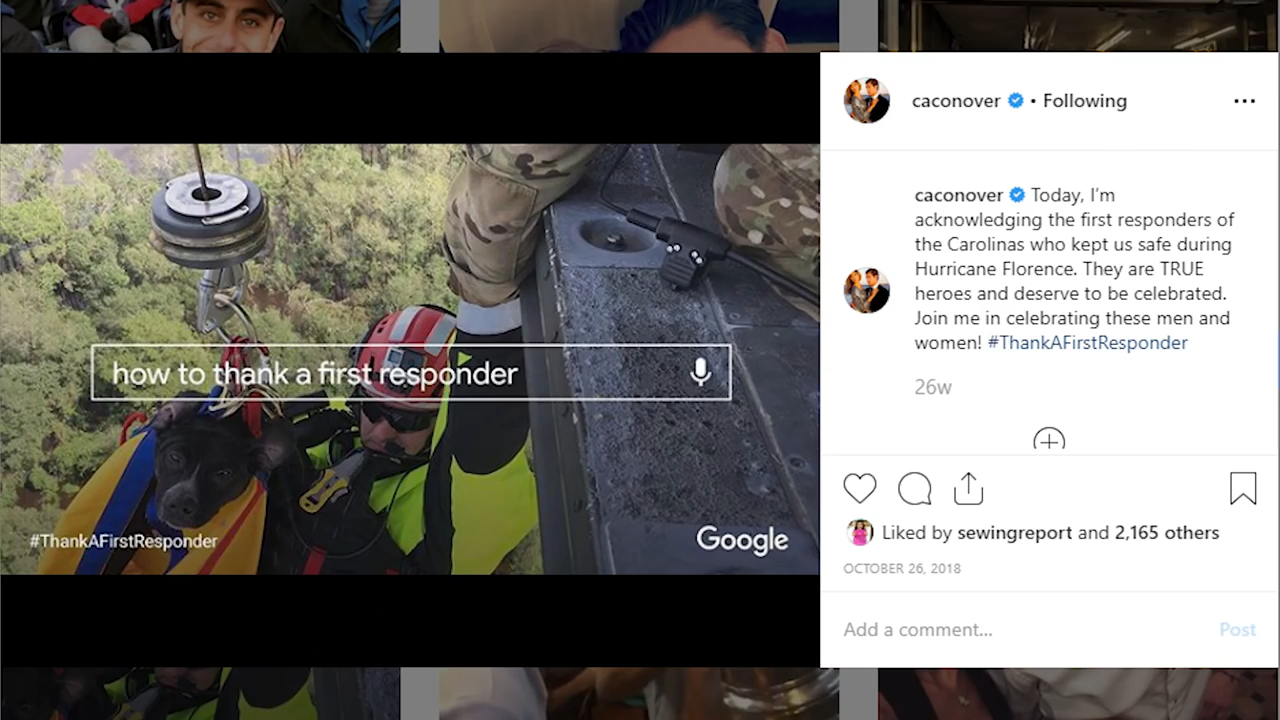 caconover • Following
caconover Today, I'm
acknowledging the first responders of
the Carolinas who kept us safe during
Hurricane Florence. They are TRUE
heroes and deserve to be celebrated.
Join me in celebrating these men and
women! #ThankAFirstResponder
26w
how to thank a first responder
#ThankAFirstResponder
Google
Liked by sewingreport and 2,165 others
OCTOBER 26, 2018
Add a comment...
Post